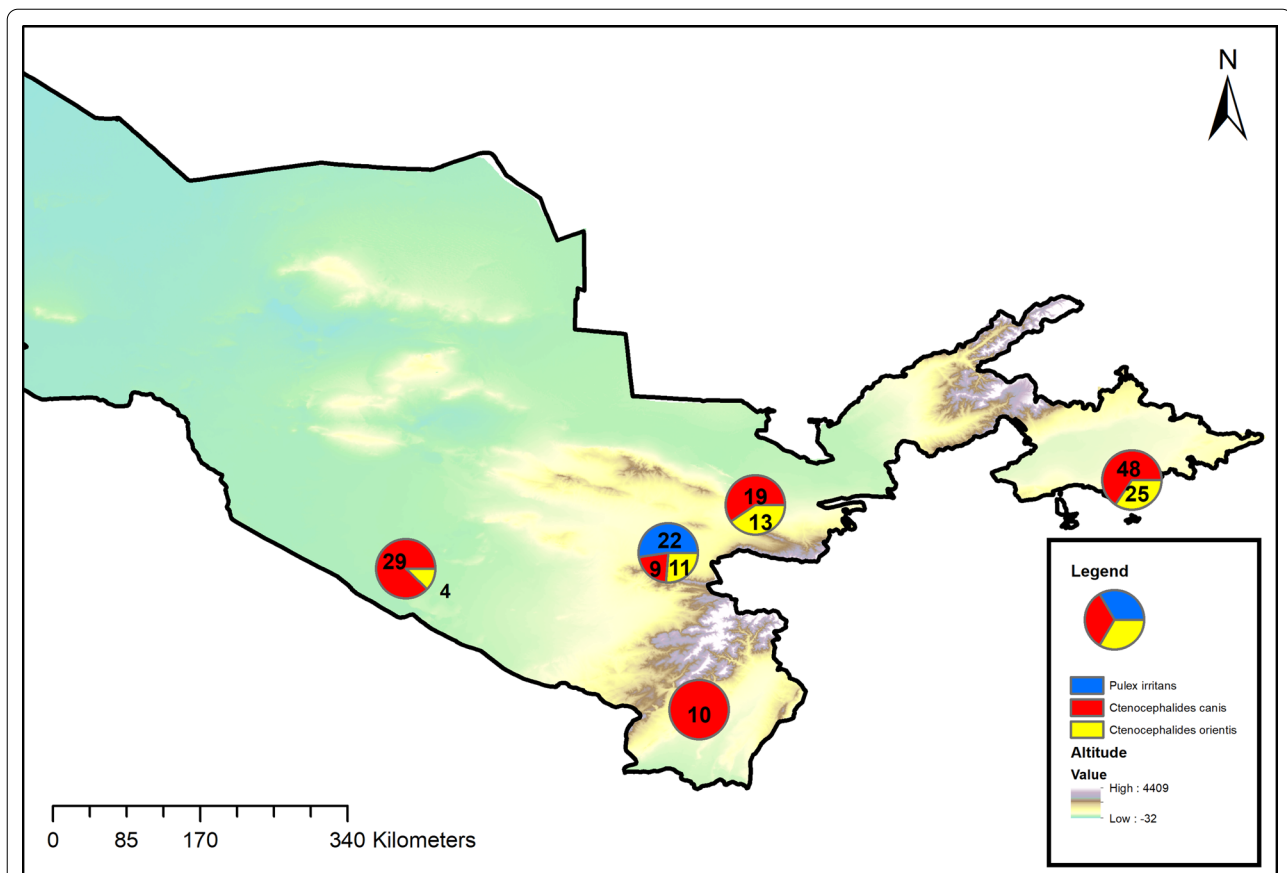 N
48
25
19
13
22
9 11
29
4
10
Legend
Pulex irritans
Ctenocephalides canis
Ctenocephalides orientis
Altitude
Value
High : 4409
Low : -32
0 85 170 340 Kilometers